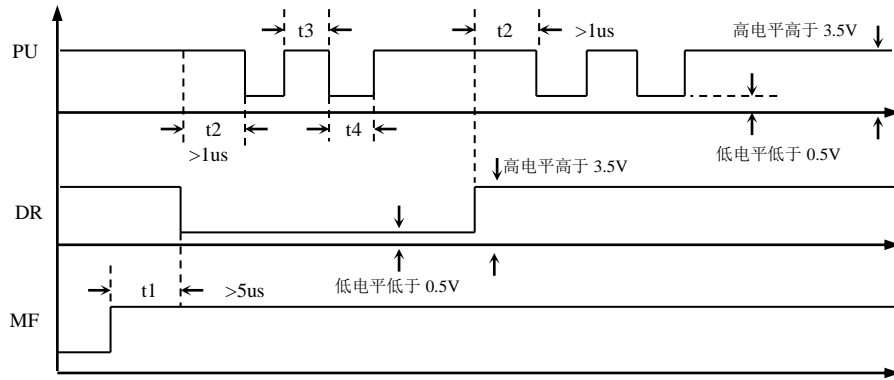 t3
t2
>1us
高电平高于 3.5V
PU
t2
t4
>1us
低电平低于 0.5V
高电平高于 3.5V
DR
低电平低于 0.5V
t1
>5us
MF